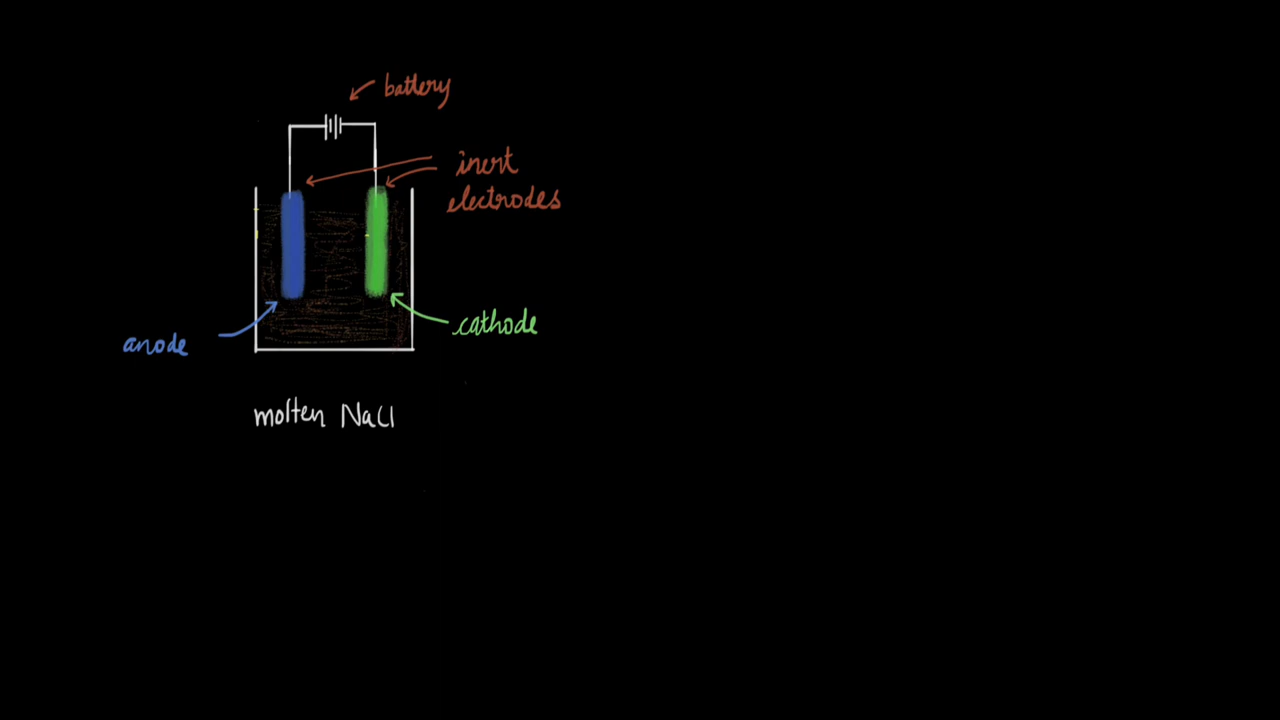 battery
inert
electrodes
anode
cathode
molten NaCl